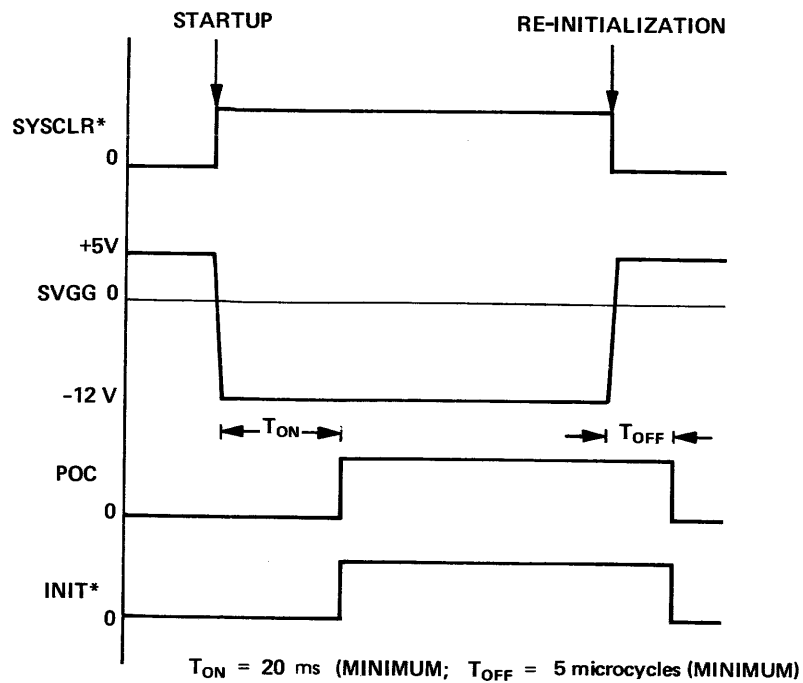 STARTUP
RE-INITIALIZATION
SYSCLR*
0
+5V
SVGG 0
-12 V
TON
TOFF
POC
0
INIT*
0
TON = 20 ms (MINIMUM; TOFF = 5 microcycles (MINIMUM)